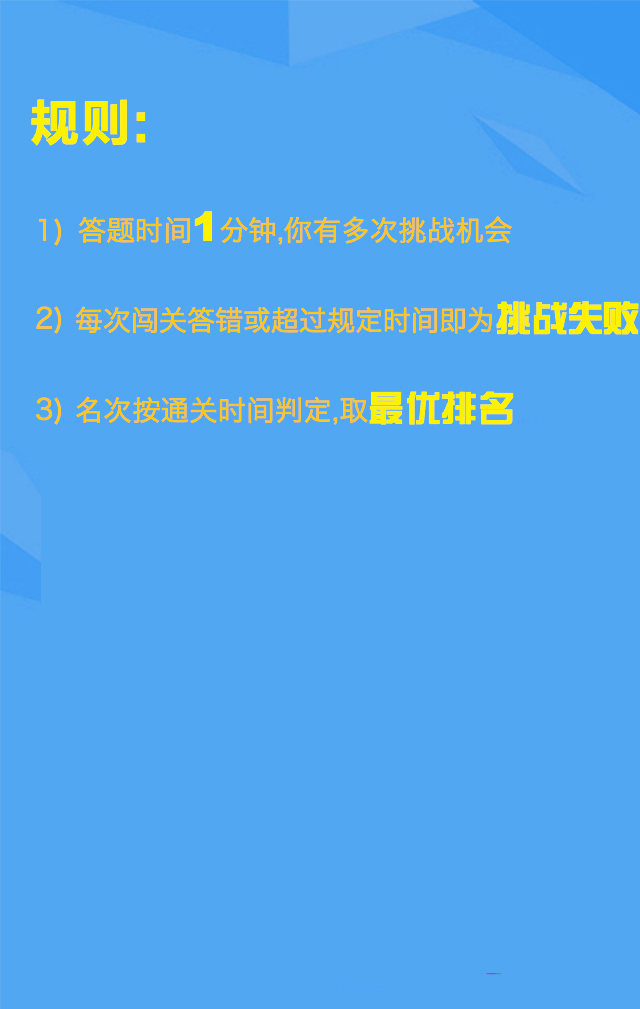 规则:
1) 答题时间1分钟,你有多次挑战机会
2) 每次闯关答错或超过规定时间即为挑战失败
3) 名次按通关时间判定,取最优排名